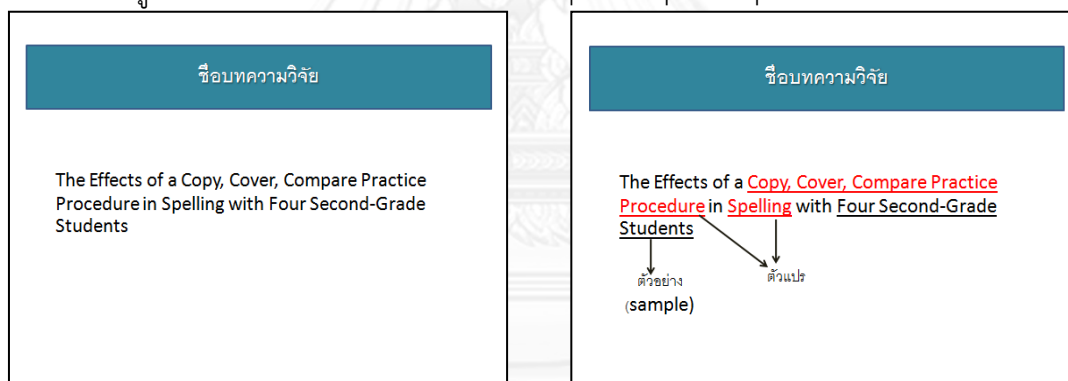 ชื่อบทความวิจัย
The Effects of a Copy, Cover, Compare Practice
Procedure in Spelling with Four Second-Grade
Students
ชื่อบทความวิจัย
The Effects of a Copy, Cover, Compare Practice
Procedure in Spelling with Four Second-Grade
Students
ตัวอย่าง
(sample)
ตัวแปร